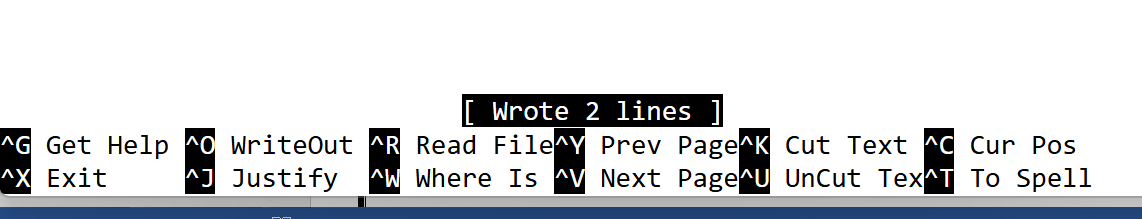 [ Wrote 2 lines ]
^G Get Help ^O WriteOut ^R Read File^Y Prev Page^K Cut Text ^C Cur Pos
^X Exit ^J Justify ^W Where Is ^V Next Page^U UnCut Tex^T To Spell